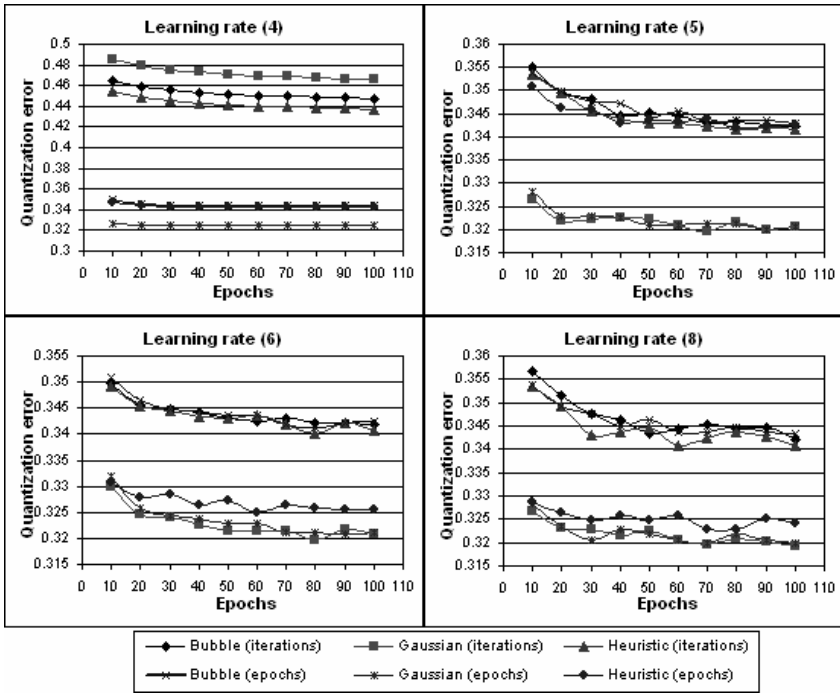 Learning rate (4)
Quantization error
0.5
0.48
0.46
0.44
0.42
0.4
0.38
0.36
0.34
0.32
0.3
0 10 20 30 40 50 60 70 80 90 100 110
Epochs
Learning rate (5)
Quantization error
0.36
0.355
0.35
0.345
0.34
0.335
0.33
0.325
0.32
0.315
0 10 20 30 40 50 60 70 80 90 100 110
Epochs
Learning rate (6)
Quantization error
0.355
0.35
0.345
0.34
0.335
0.33
0.325
0.32
0.315
0 10 20 30 40 50 60 70 80 90 100 110
Epochs
Learning rate (8)
Quantization error
0.36
0.355
0.35
0.345
0.34
0.335
0.33
0.325
0.32
0.315
0 10 20 30 40 50 60 70 80 90 100 110
Epochs
Bubble (iterations) Gaussian (iterations) Heuristic (iterations)
Bubble (epochs) Gaussian (epochs) Heuristic (epochs)